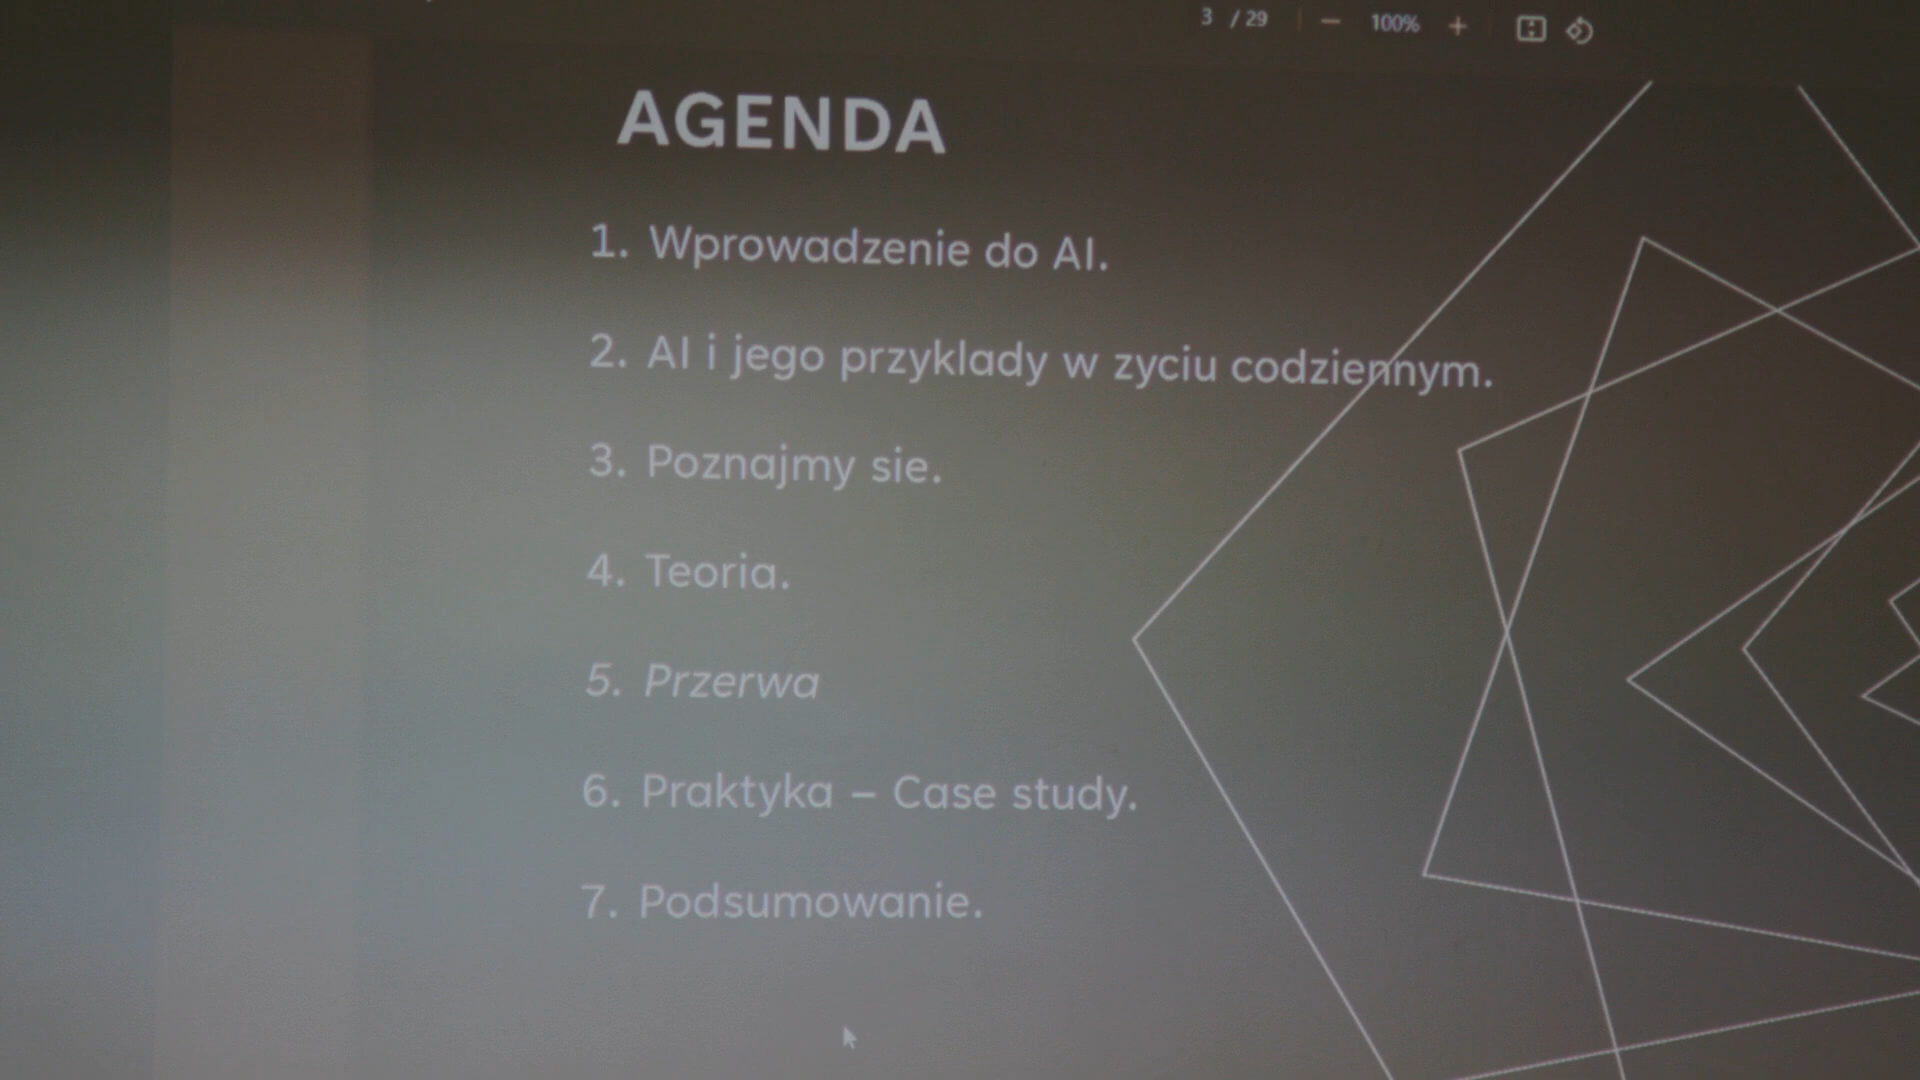 3 / 29 — 100% +
AGENDA
1. Wprowadzenie do AI.
2. AI i jego przyklady w zyciu codziennym.
3. Poznajmy sie.
4. Teoria.
5. Przerwa
6. Praktyka – Case study.
7. Podsumowanie.